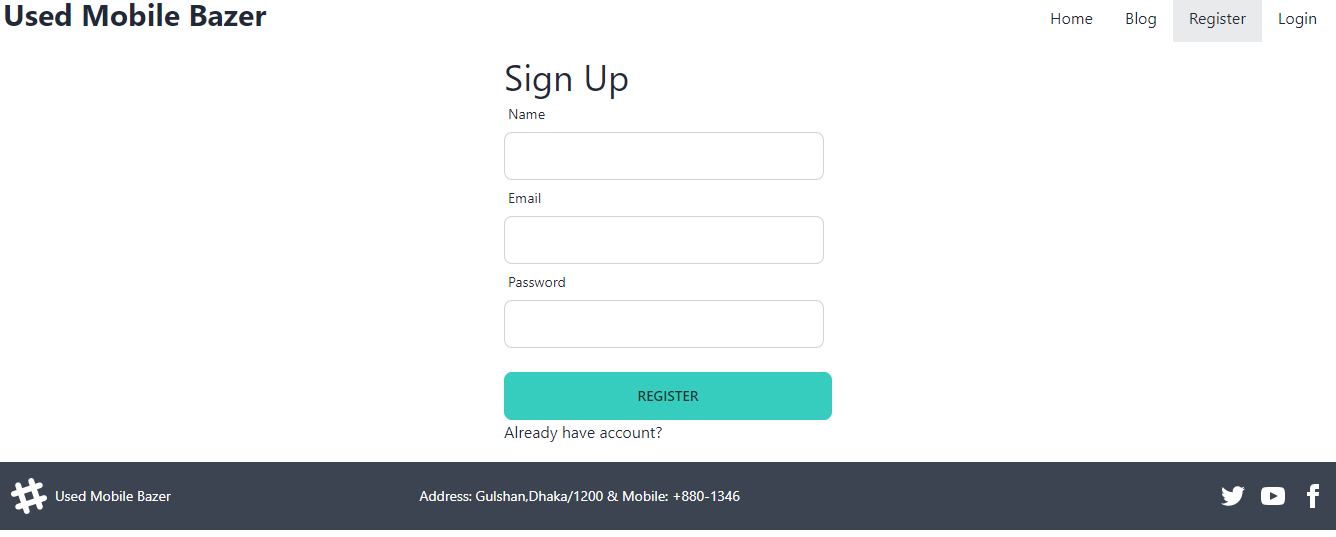 Used Mobile Bazer
Home Blog Register Login
Sign Up
Name
Email
Password
REGISTER
Already have account?
Used Mobile Bazer
Address: Gulshan,Dhaka/1200 & Mobile: +880-1346